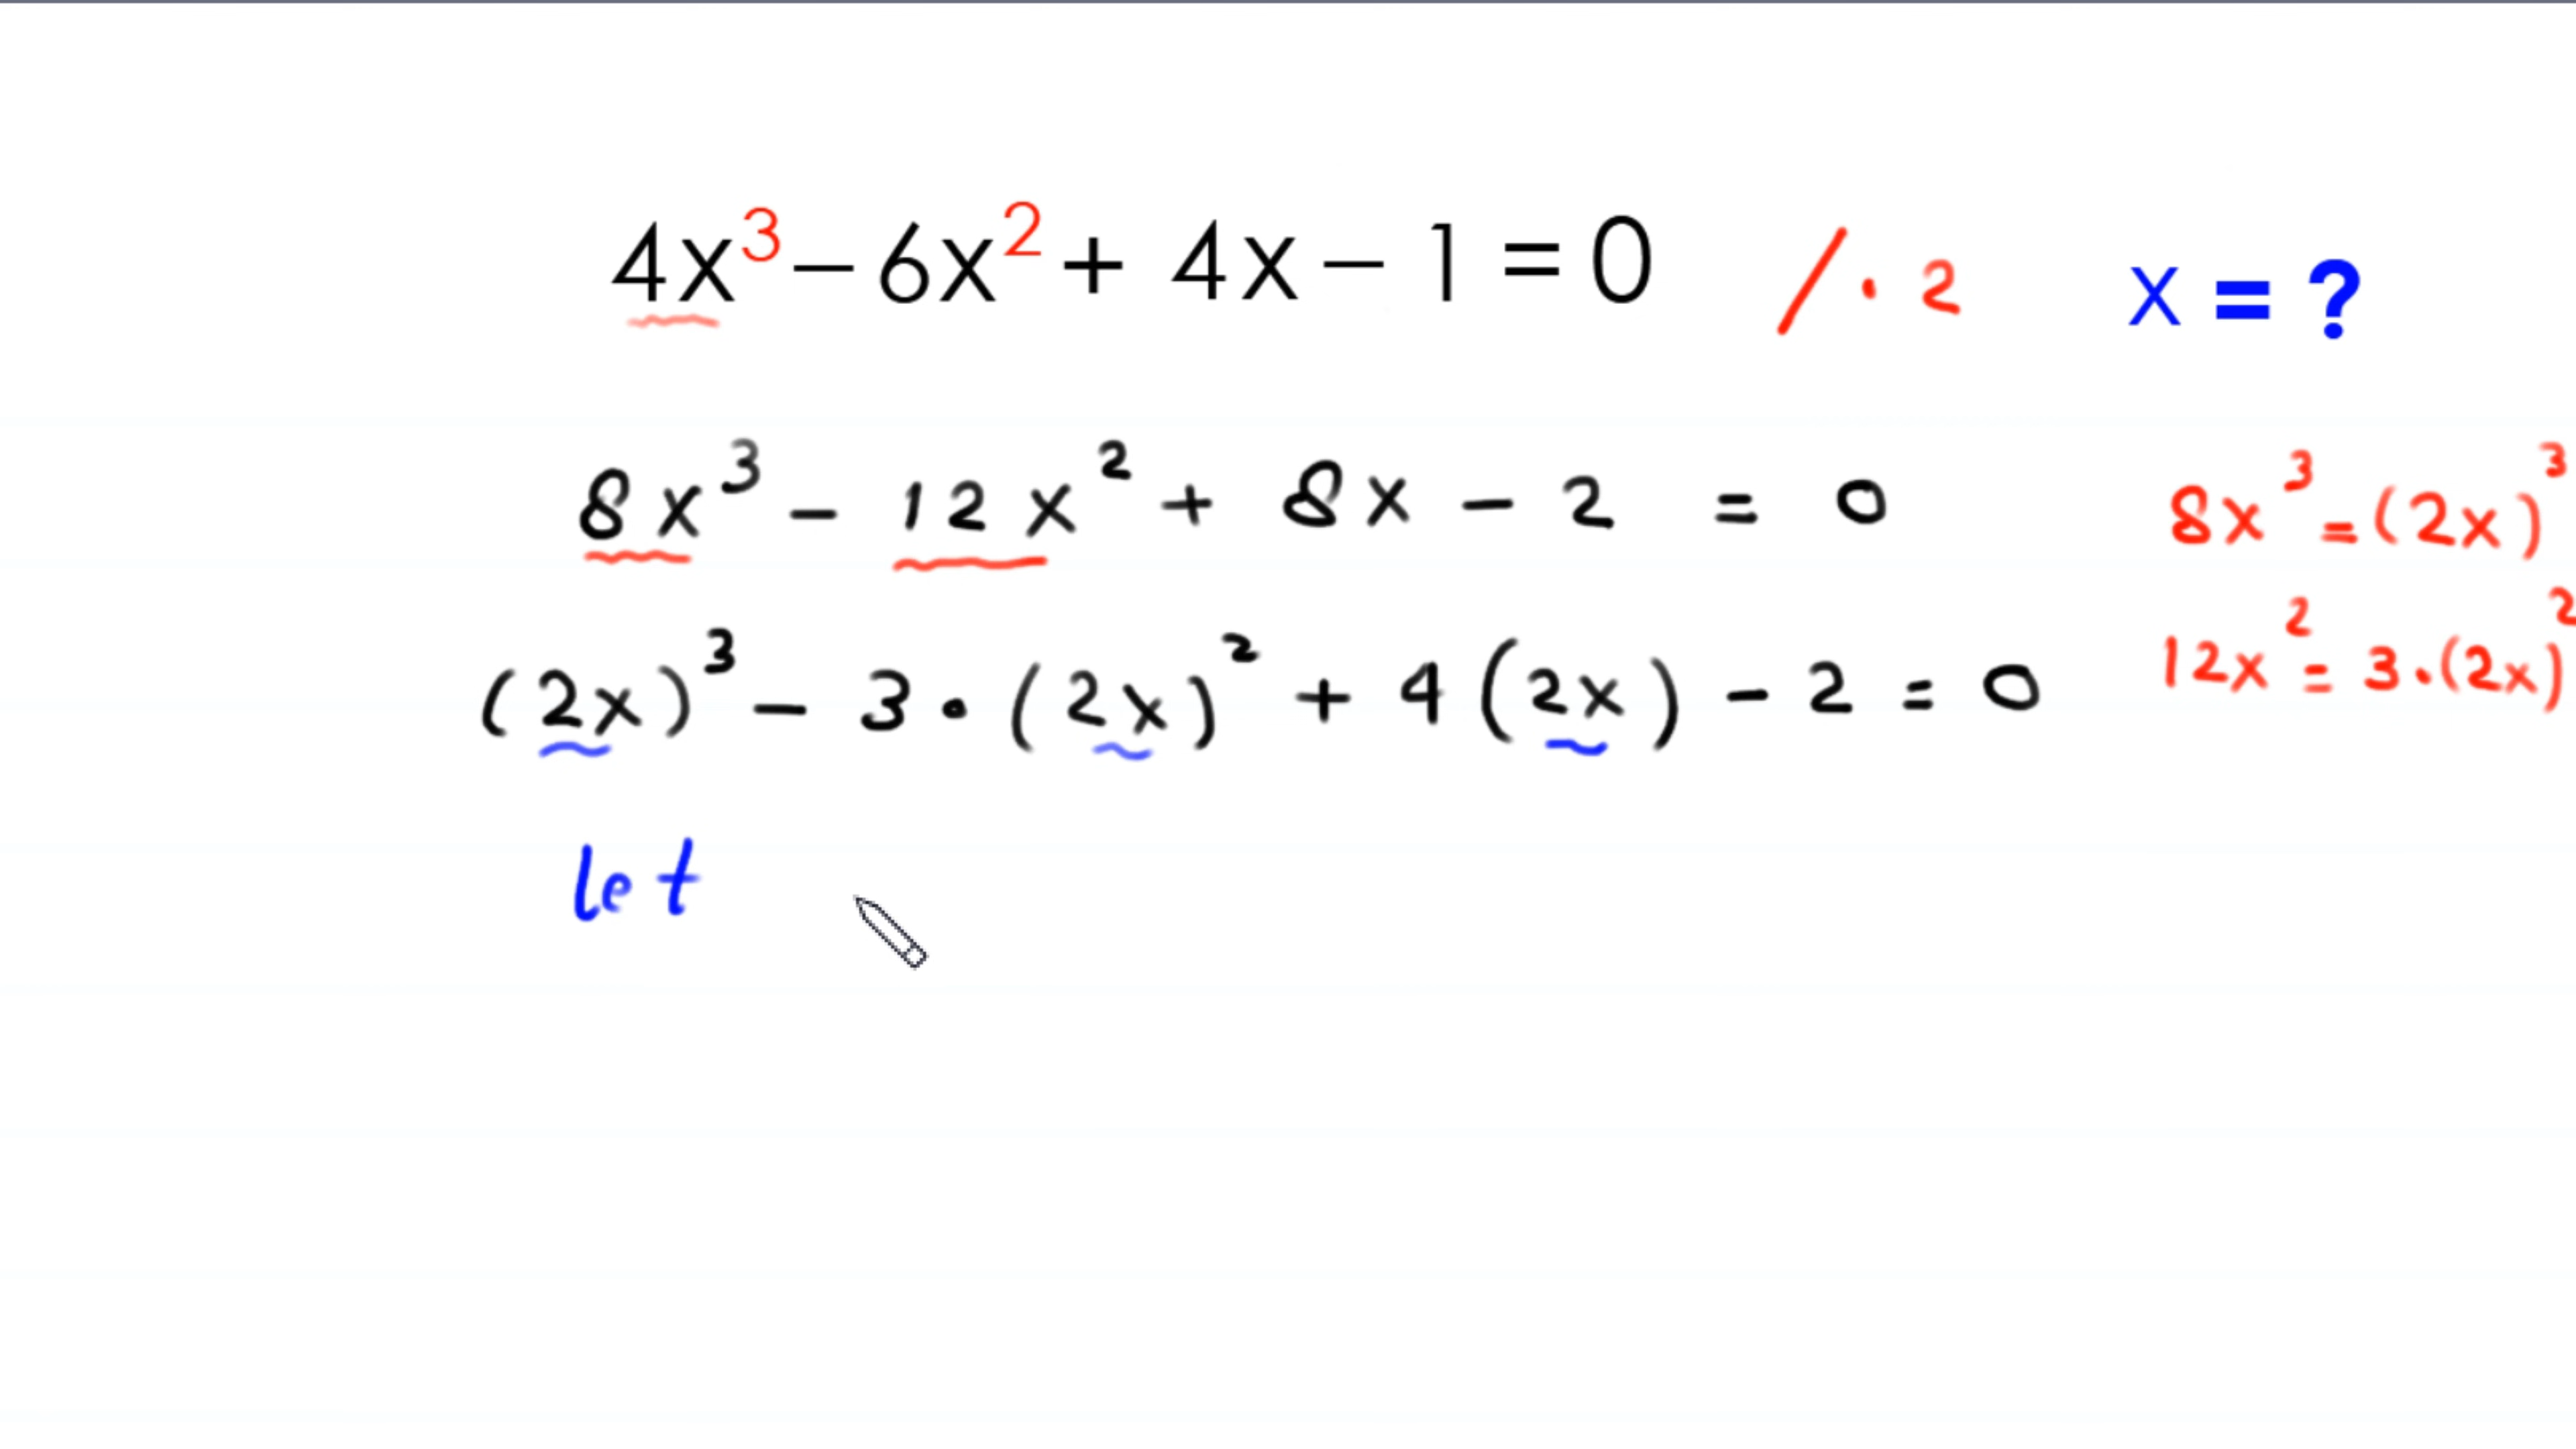 4x³ − 6x² + 4x − 1 = 0 / · 2 x = ?
8x³ − 12x² + 8x − 2 = 0 8x³ = (2x)³
(2x)³ − 3 · (2x)² + 4(2x) − 2 = 0 12x² = 3 · (2x)²
let